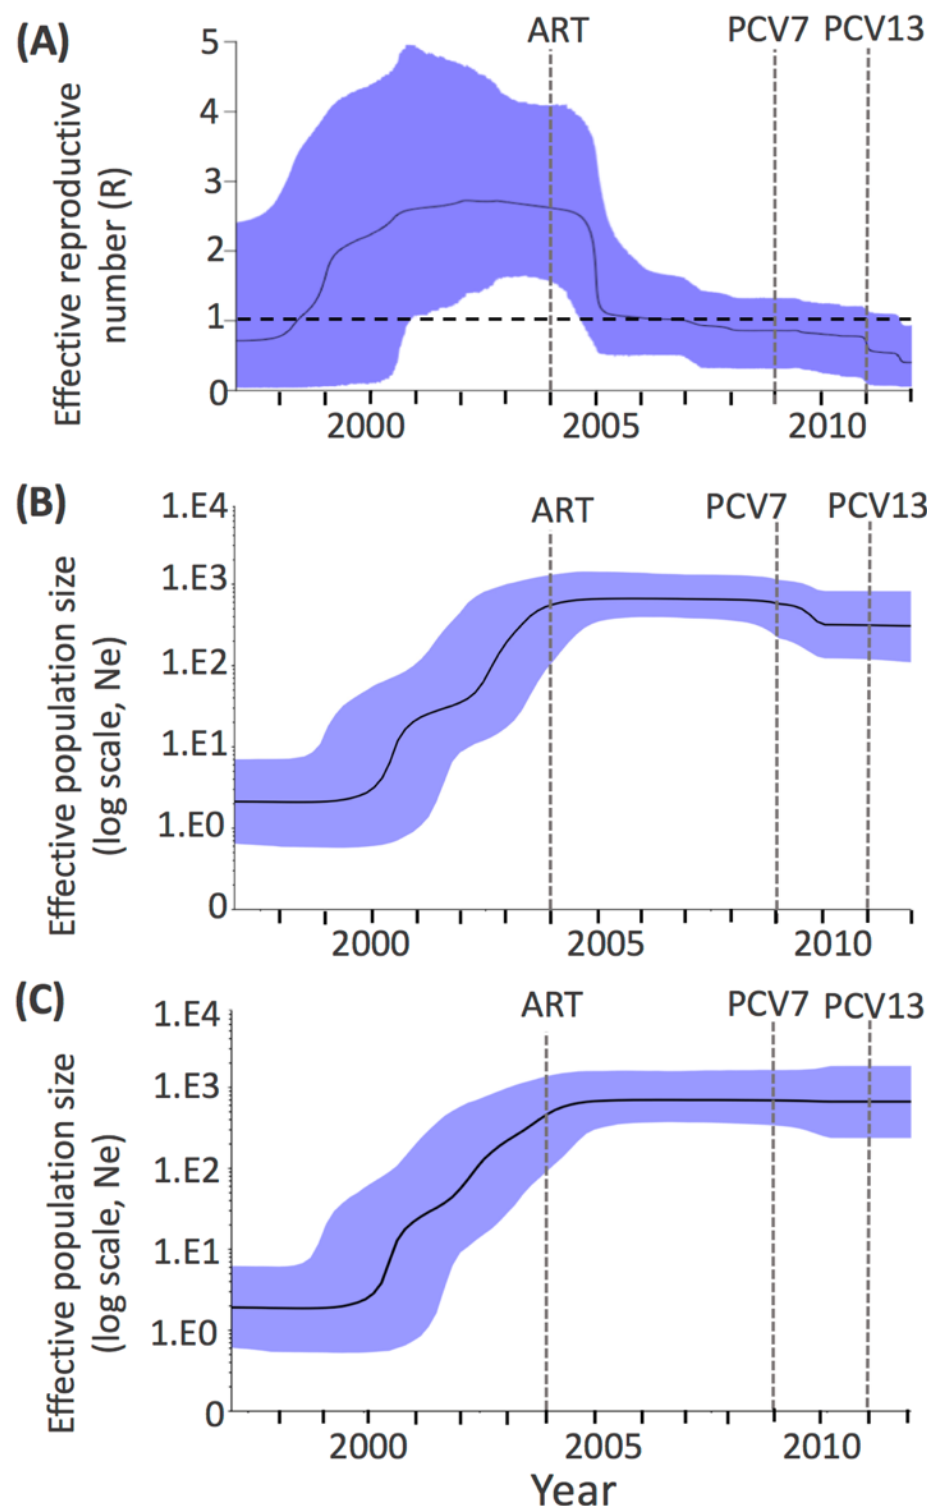 (A)
ART PCV7 PCV13
Effective reproductive
number (R)
5
4
3
2
1
0
2000 2005 2010
(B)
ART PCV7 PCV13
Effective population size
(log scale, Ne)
1.E4
1.E3
1.E2
1.E1
1.E0
0
2000 2005 2010
(C)
ART PCV7 PCV13
Effective population size
(log scale, Ne)
1.E4
1.E3
1.E2
1.E1
1.E0
0
2000 2005 2010
Year